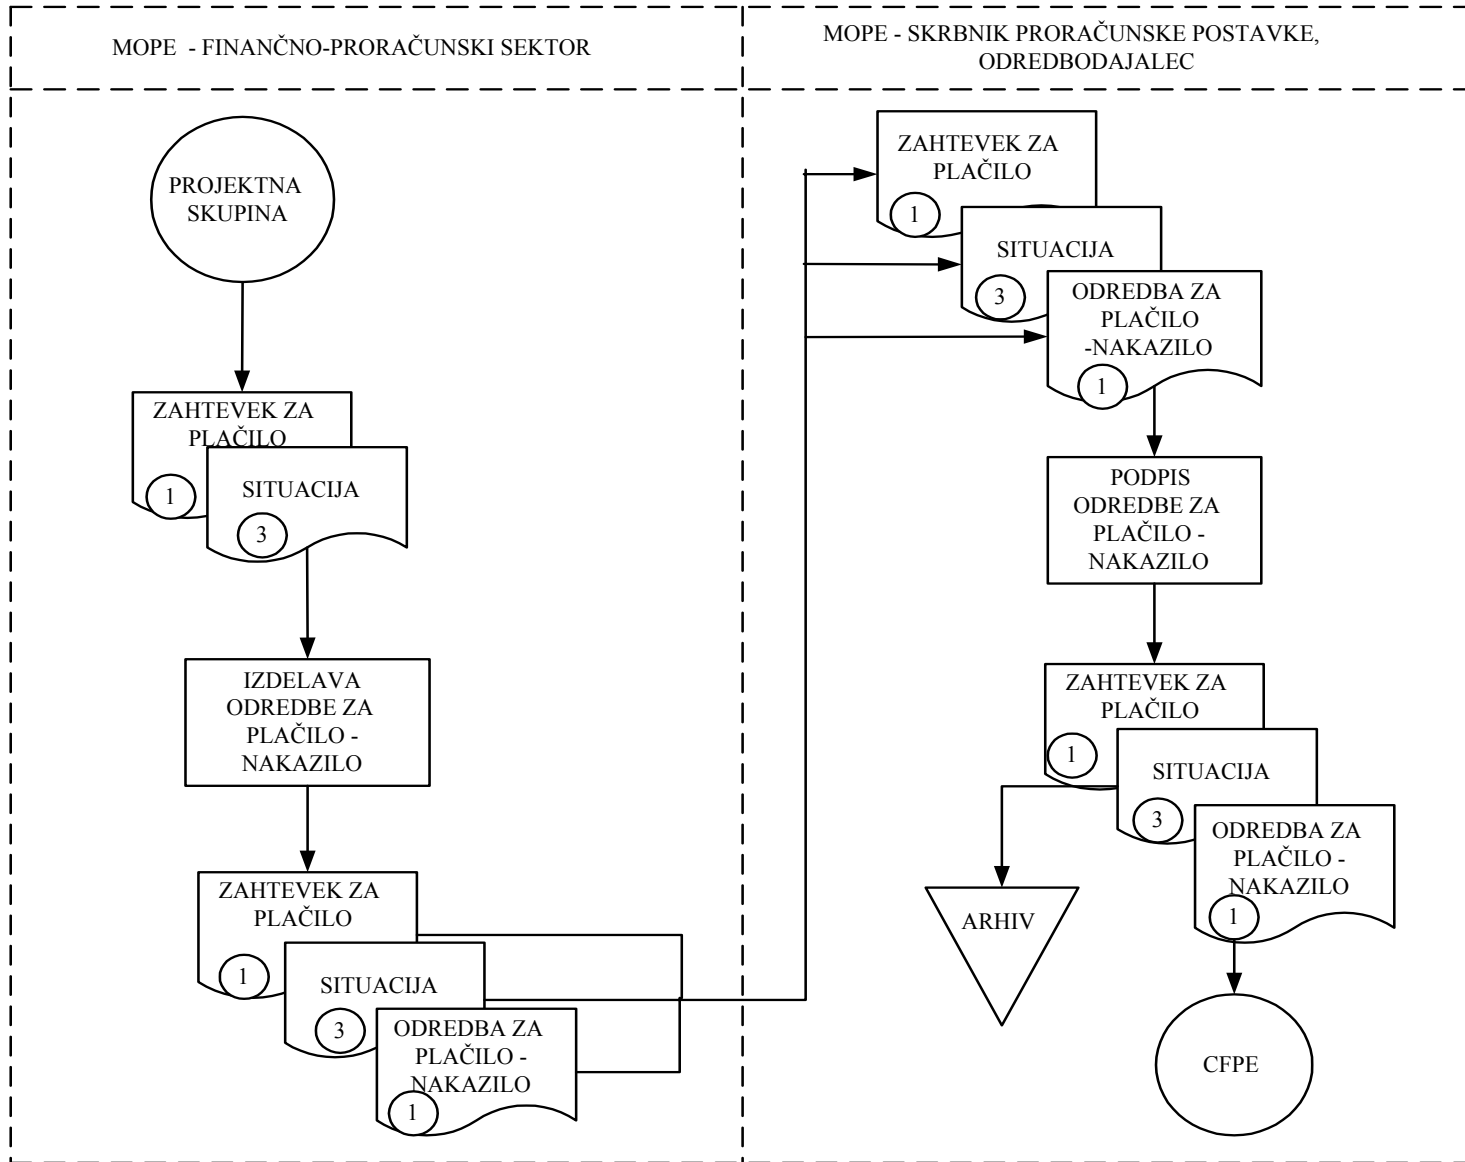 MOPE - FINANČNO-PRORAČUNSKI SEKTOR
MOPE - SKRBNIK PRORAČUNSKE POSTAVKE,
ODREDBODAJALEC
PROJEKTNA
SKUPINA
ZAHTEVEK ZA
PLAČILO
1
SITUACIJA
3
IZDELAVA
ODREDBE ZA
PLAČILO -
NAKAZILO
ZAHTEVEK ZA
PLAČILO
1
SITUACIJA
3
ODREDBA ZA
PLAČILO -
NAKAZILO
1
ZAHTEVEK ZA
PLAČILO
1
SITUACIJA
3
ODREDBA ZA
PLAČILO
-NAKAZILO
1
PODPIS
ODREDBE ZA
PLAČILO -
NAKAZILO
ZAHTEVEK ZA
PLAČILO
1
SITUACIJA
3
ODREDBA ZA
PLAČILO -
NAKAZILO
1
ARHIV
CFPE